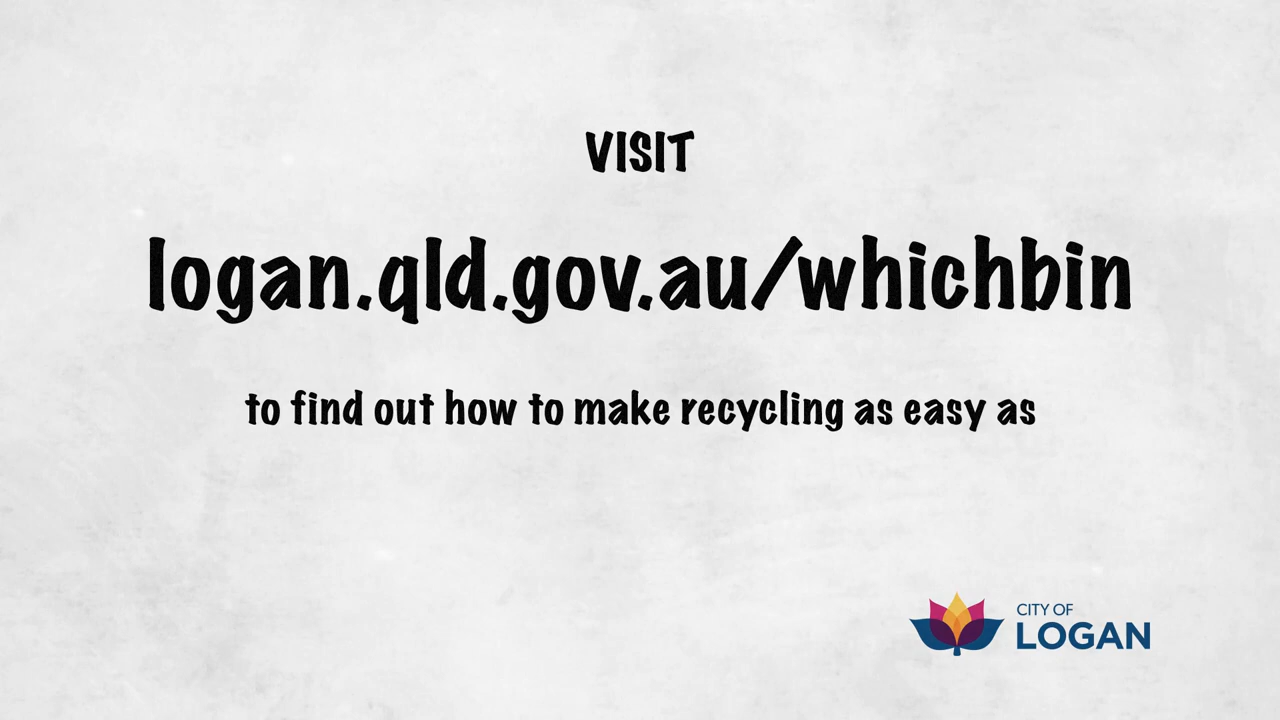 VISIT
logan.qld.gov.au/whichbin
to find out how to make recycling as easy as
CITY OF
LOGAN